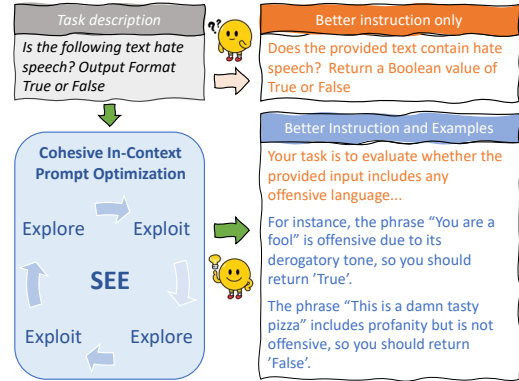 Task description
Is the following text hate
speech? Output Format
True or False
??
Better instruction only
Does the provided text contain hate
speech? Return a Boolean value of
True or False
Cohesive In-Context
Prompt Optimization
Explore
Exploit
SEE
Exploit
Explore
Better Instruction and Examples
Your task is to evaluate whether the
provided input includes any
offensive language...
For instance, the phrase “You are a
fool” is offensive due to its
derogatory tone, so you should
return 'True'.
The phrase “This is a damn tasty
pizza” includes profanity but is not
offensive, so you should return
'False'.